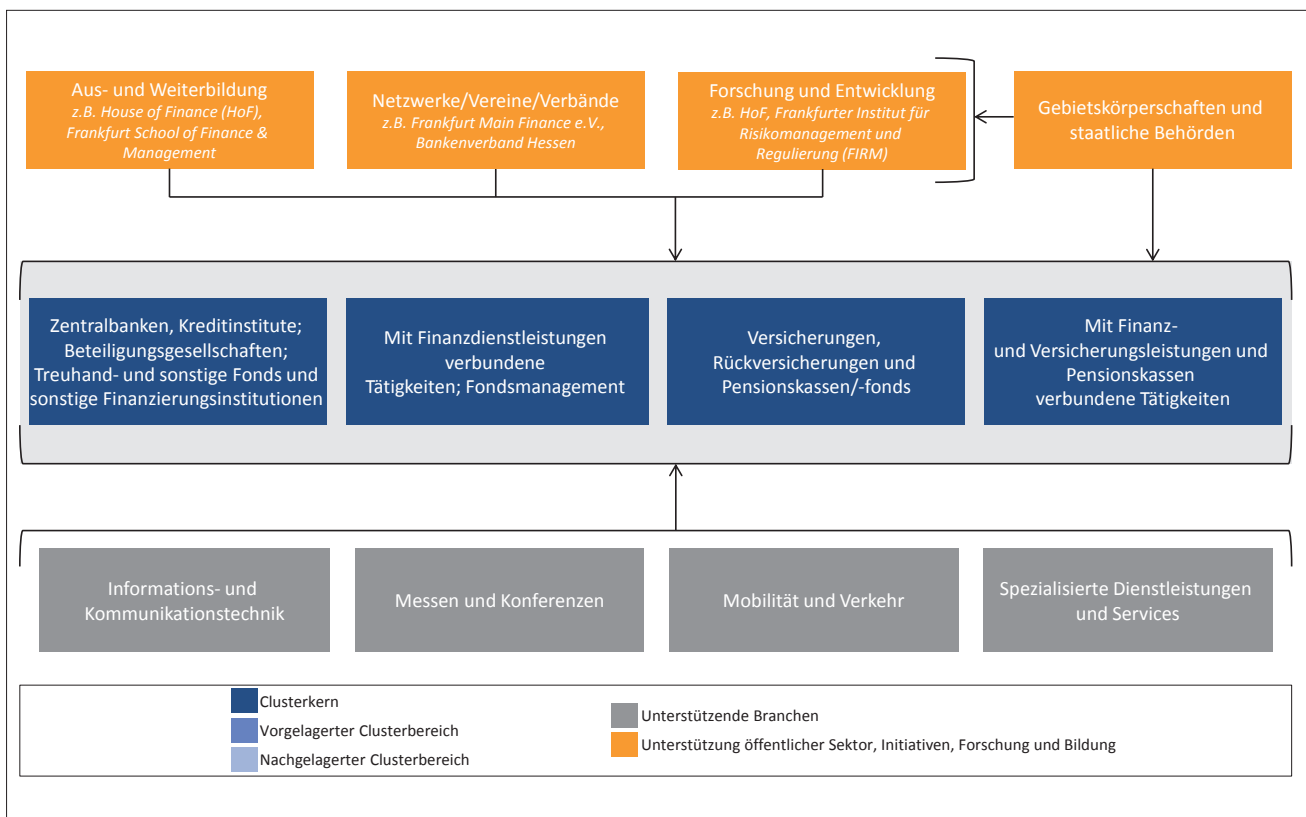 Aus- und Weiterbildung
z.B. House of Finance (HoF),
Frankfurt School of Finance &
Management
Netzwerke/Vereine/Verbände
z.B. Frankfurt Main Finance e.V.,
Bankenverband Hessen
Forschung und Entwicklung
z.B. HoF, Frankfurter Institut für
Risikomanagement und
Regulierung (FIRM)
Gebietskörperschaften und
staatliche Behörden
Zentralbanken, Kreditinstitute;
Beteiligungsgesellschaften;
Treuhand- und sonstige Fonds und
sonstige Finanzierungsinstitutionen
Mit Finanzdienstleistungen
verbundene
Tätigkeiten; Fondsmanagement
Versicherungen,
Rückversicherungen und
Pensionskassen/-fonds
Mit Finanz-
und Versicherungsleistungen und
Pensionskassen
verbundene Tätigkeiten
Informations- und
Kommunikationstechnik
Messen und Konferenzen
Mobilität und Verkehr
Spezialisierte Dienstleistungen
und Services
Clusterkern
Vorgelagerter Clusterbereich
Nachgelagerter Clusterbereich
Unterstützende Branchen
Unterstützung öffentlicher Sektor, Initiativen, Forschung und Bildung